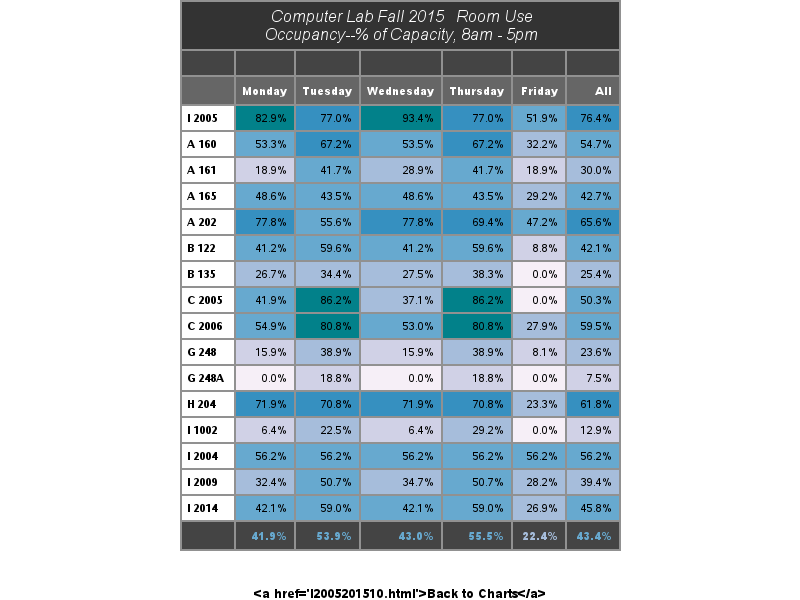 Computer Lab Fall 2015 Room Use
Occupancy--% of Capacity, 8am - 5pm
Monday Tuesday Wednesday Thursday Friday All
I 2005 82.9% 77.0% 93.4% 77.0% 51.9% 76.4%
A 160 53.3% 67.2% 53.5% 67.2% 32.2% 54.7%
A 161 18.9% 41.7% 28.9% 41.7% 18.9% 30.0%
A 165 48.6% 43.5% 48.6% 43.5% 29.2% 42.7%
A 202 77.8% 55.6% 77.8% 69.4% 47.2% 65.6%
B 122 41.2% 59.6% 41.2% 59.6% 8.8% 42.1%
B 135 26.7% 34.4% 27.5% 38.3% 0.0% 25.4%
C 2005 41.9% 86.2% 37.1% 86.2% 0.0% 50.3%
C 2006 54.9% 80.8% 53.0% 80.8% 27.9% 59.5%
G 248 15.9% 38.9% 15.9% 38.9% 8.1% 23.6%
G 248A 0.0% 18.8% 0.0% 18.8% 0.0% 7.5%
H 204 71.9% 70.8% 71.9% 70.8% 23.3% 61.8%
I 1002 6.4% 22.5% 6.4% 29.2% 0.0% 12.9%
I 2004 56.2% 56.2% 56.2% 56.2% 56.2% 56.2%
I 2009 32.4% 50.7% 34.7% 50.7% 28.2% 39.4%
I 2014 42.1% 59.0% 42.1% 59.0% 26.9% 45.8%
41.9% 53.9% 43.0% 55.5% 22.4% 43.4%
<a href='I2005201510.html'>Back to Charts</a>